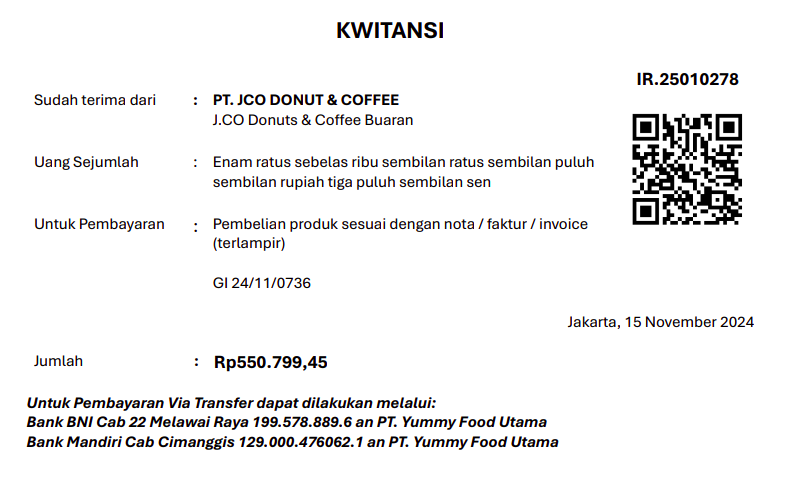 KWITANSI
IR.25010278
Sudah terima dari : PT. JCO DONUT & COFFEE
J.CO Donuts & Coffee Buaran
Uang Sejumlah : Enam ratus sebelas ribu sembilan ratus sembilan puluh
sembilan rupiah tiga puluh sembilan sen
Untuk Pembayaran : Pembelian produk sesuai dengan nota / faktur / invoice
(terlampir)
GI 24/11/0736
Jakarta, 15 November 2024
Jumlah : Rp550.799,45
Untuk Pembayaran Via Transfer dapat dilakukan melalui:
Bank BNI Cab 22 Melawai Raya 199.578.889.6 an PT. Yummy Food Utama
Bank Mandiri Cab Cimanggis 129.000.476062.1 an PT. Yummy Food Utama